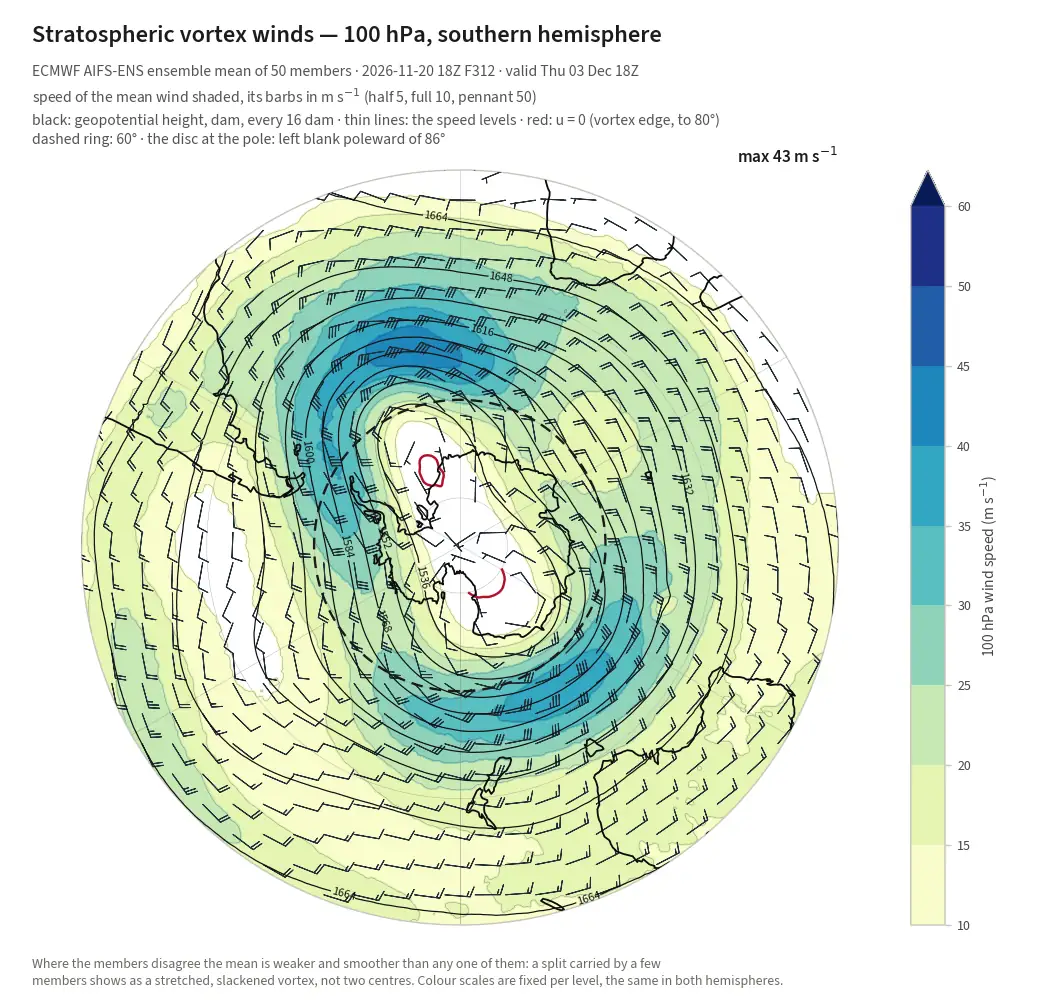 Stratospheric vortex winds — 100 hPa, southern hemisphere
ECMWF AIFS-ENS ensemble mean of 50 members · 2026-11-20 18Z F312 · valid Thu 03 Dec 18Z
speed of the mean wind shaded, its barbs in m s⁻¹ (half 5, full 10, pennant 50)
black: geopotential height, dam, every 16 dam · thin lines: the speed levels · red: u = 0 (vortex edge, to 80°)
dashed ring: 60° · the disc at the pole: left blank poleward of 86°
max 43 m s⁻¹
1664
1648
1616
1600
1632
1584
1552
1536
1568
1664
1664
60
50
45
40
35
30
25
20
15
10
100 hPa wind speed (m s⁻¹)
Where the members disagree the mean is weaker and smoother than any one of them: a split carried by a few
members shows as a stretched, slackened vortex, not two centres. Colour scales are fixed per level, the same in both hemispheres.